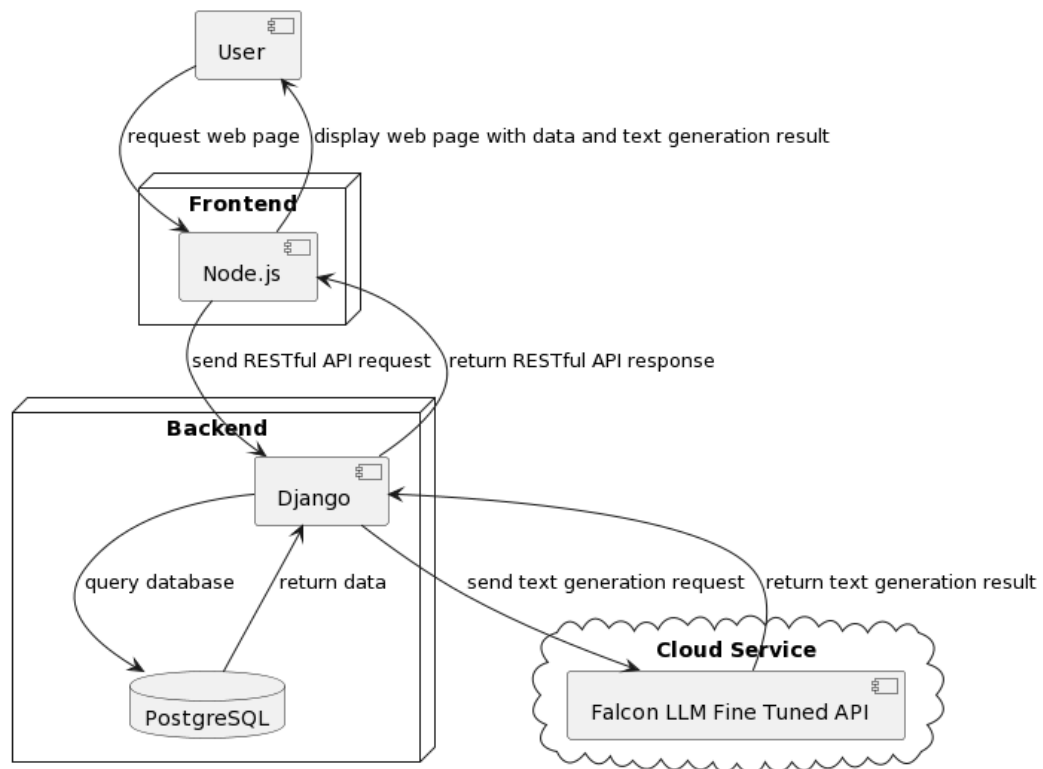 User
request web page
display web page with data and text generation result
Frontend
Node.js
send RESTful API request
return RESTful API response
Backend
Django
query database
return data
send text generation request
return text generation result
Cloud Service
PostgreSQL
Falcon LLM Fine Tuned API